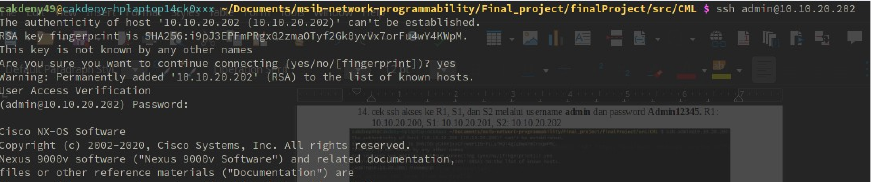 cakdeny49@cakdeny-hplaptop14ck0xxx ~/Documents/msib-network-programmability/Final_project/finalProject/src/CML $ ssh admin@10.10.20.202
The authenticity of host '10.10.20.202 (10.10.20.202)' can't be established.
RSA key fingerprint is SHA256:i9pJ3EPFmPRgx02zmaOTyf2Gk0yvVx7orFu4wY4KWpM.
This key is not known by any other names
Are you sure you want to continue connecting (yes/no/[fingerprint])? yes
Warning: Permanently added '10.10.20.202' (RSA) to the list of known hosts.
User Access Verification
(admin@10.10.20.202) Password:
14. cek ssh akses ke R1, S1, dan S2 melalui username admin dan password Admin12345, R1:
10.10.20.200, S1: 10.10.20.201, S2: 10.10.20.202
Cisco NX-OS Software
Copyright (c) 2002-2020, Cisco Systems, Inc. All rights reserved.
Nexus 9000v software ("Nexus 9000v Software") and related documentation,
files or other reference materials ("Documentation") are